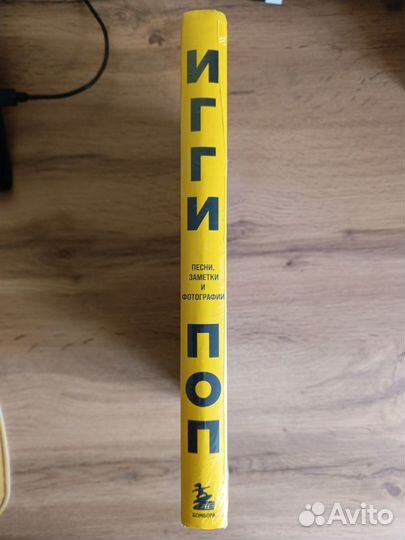 ИГГИ
ПЕСНИ,
ЗАМЕТКИ
И
ФОТОГРАФИИ
ПОП
БОМБОРА
Avito